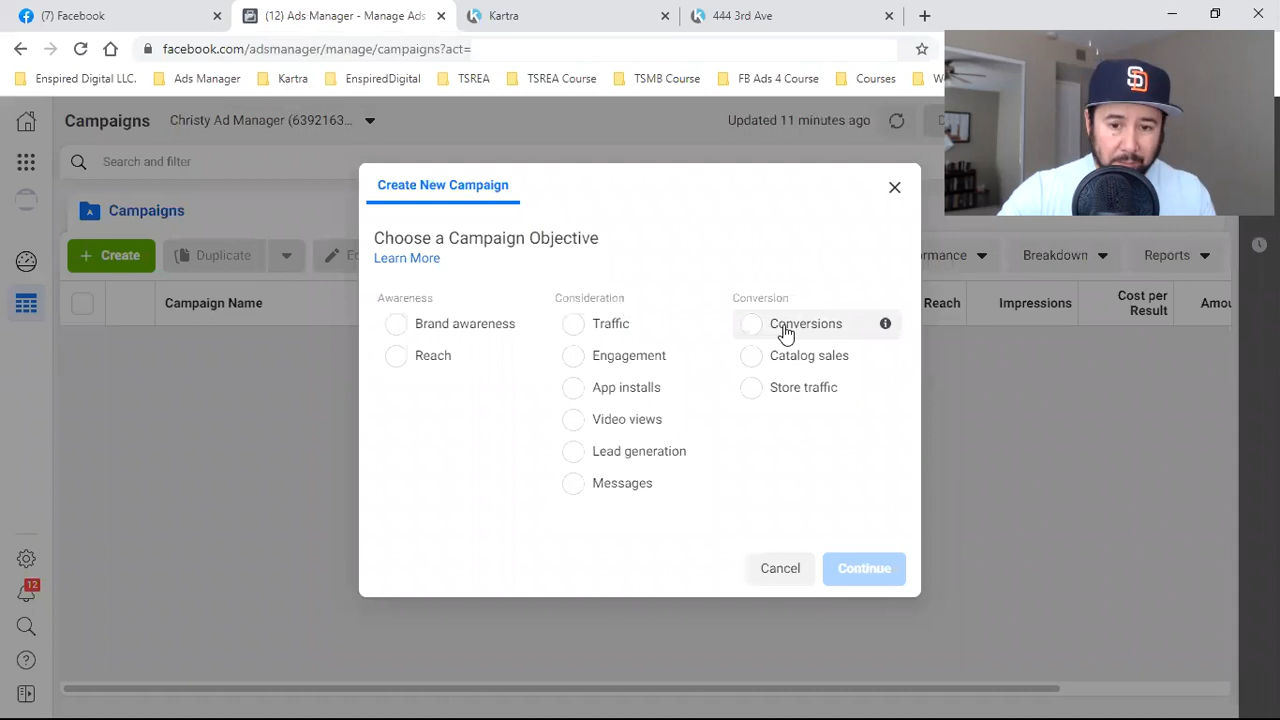 (7) Facebook
(12) Ads Manager - Manage Ads
Kartra
444 3rd Ave
facebook.com/adsmanager/manage/campaigns?act=
Enspired Digital LLC.
Ads Manager
Kartra
EnspiredDigital
TSREA
TSREA Course
TSMB Course
FB Ads 4 Course
Courses
Campaigns
Christy Ad Manager (6392163...
Updated 11 minutes ago
Search and filter
Campaigns
+ Create
Duplicate
Breakdown
Reports
Campaign Name
Reach
Impressions
Cost per
Result
Create New Campaign
Choose a Campaign Objective
Learn More
Awareness
Brand awareness
Reach
Consideration
Traffic
Engagement
App installs
Video views
Lead generation
Messages
Conversion
Conversions
Catalog sales
Store traffic
Cancel
Continue
12
SD